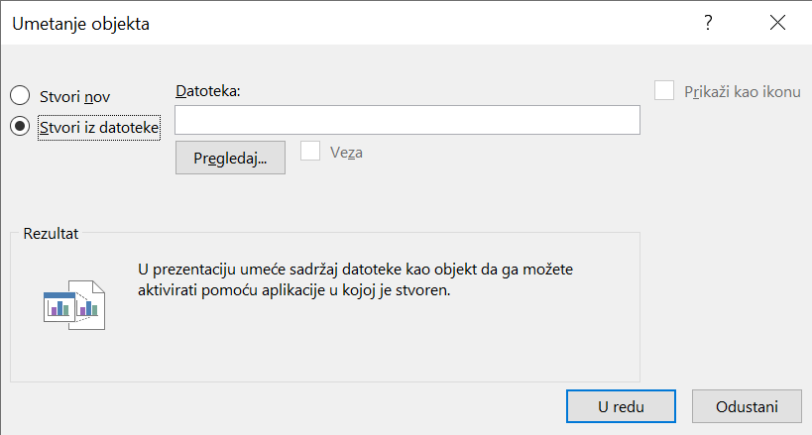 Umetanje objekta
?
Stvori nov
Stvori iz datoteke
Datoteka:
Pregledaj...
Veza
Prikaži kao ikonu
Rezultat
U prezentaciju umeće sadržaj datoteke kao objekt da ga možete
aktivirati pomoću aplikacije u kojoj je stvoren.
U redu
Odustani